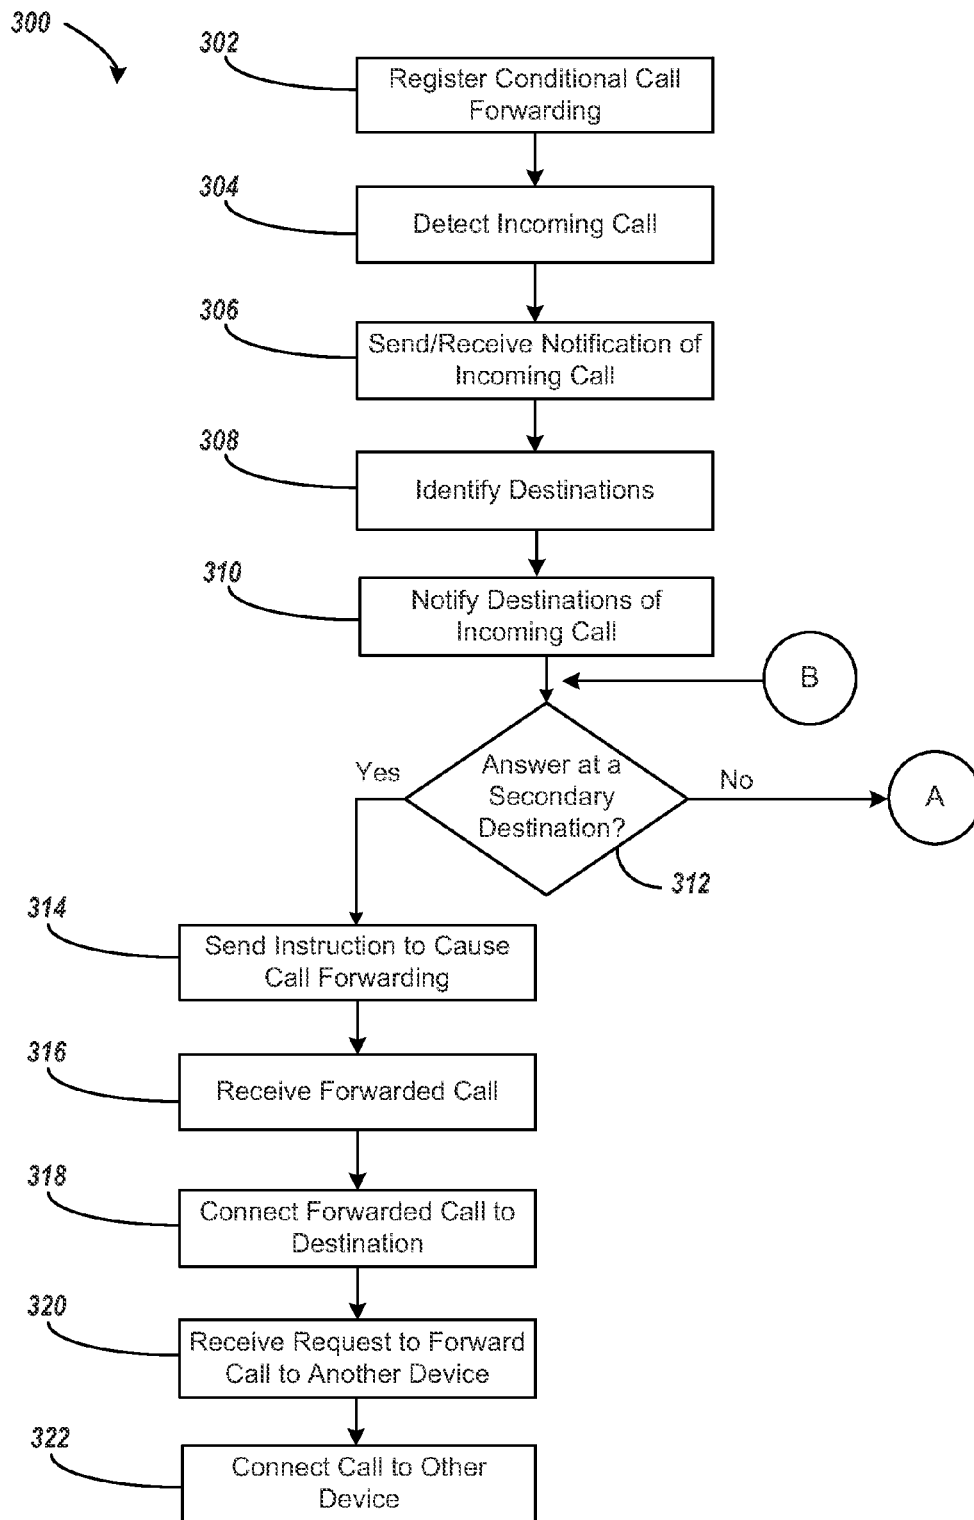 300
302
Register Conditional Call
Forwarding
304
Detect Incoming Call
306
Send/Receive Notification of
Incoming Call
308
Identify Destinations
310
Notify Destinations of
Incoming Call
B
Answer at a
Secondary
Destination?
Yes
No
A
312
314
Send Instruction to Cause
Call Forwarding
316
Receive Forwarded Call
318
Connect Forwarded Call to
Destination
320
Receive Request to Forward
Call to Another Device
322
Connect Call to Other
Device